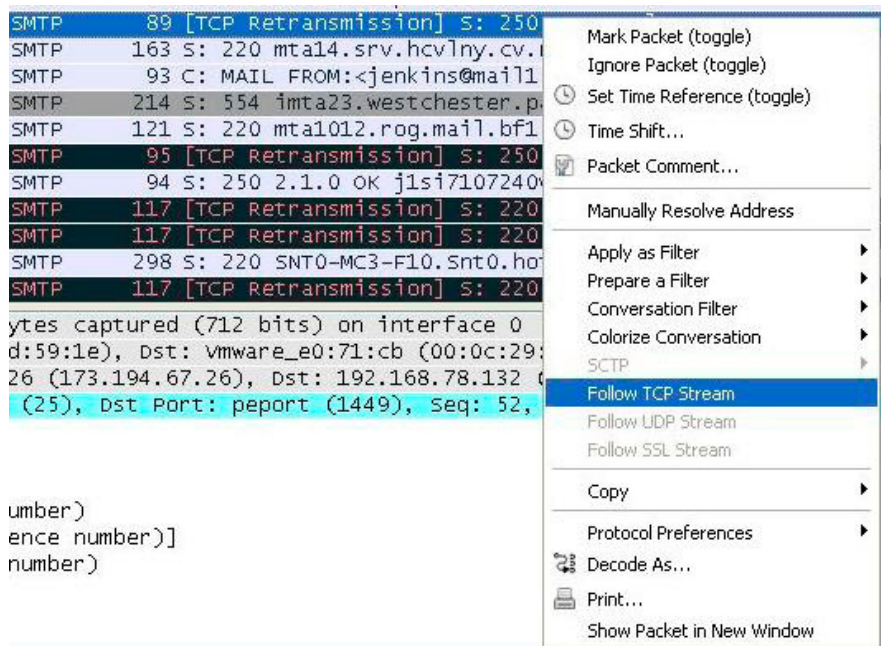 SMTP 89 [TCP Retransmission] S: 250
SMTP 163 S: 220 mta14.srv.hcvlny.cv.
SMTP 93 C: MAIL FROM:<jenkins@mail1
SMTP 214 S: 554 imta23.westchester.p
SMTP 121 S: 220 mta1012.rog.mail.bf1
SMTP 95 [TCP Retransmission] S: 250
SMTP 94 S: 250 2.1.0 OK j1si7107240
SMTP 117 [TCP Retransmission] S: 220
SMTP 117 [TCP Retransmission] S: 220
SMTP 298 S: 220 SNT0-MC3-F10.Snt0.ho
SMTP 117 [TCP Retransmission] S: 220
ytes captured (712 bits) on interface 0
d:59:1e), Dst: Vmware_e0:71:cb (00:0c:29:
26 (173.194.67.26), Dst: 192.168.78.132
(25), Dst Port: peport (1449), Seq: 52,
umber)
ence number)]
number)
Mark Packet (toggle)
Ignore Packet (toggle)
Set Time Reference (toggle)
Time Shift...
Packet Comment...
Manually Resolve Address
Apply as Filter
Prepare a Filter
Conversation Filter
Colorize Conversation
SCTP
Follow TCP Stream
Follow UDP Stream
Follow SSL Stream
Copy
Protocol Preferences
Decode As...
Print...
Show Packet in New Window